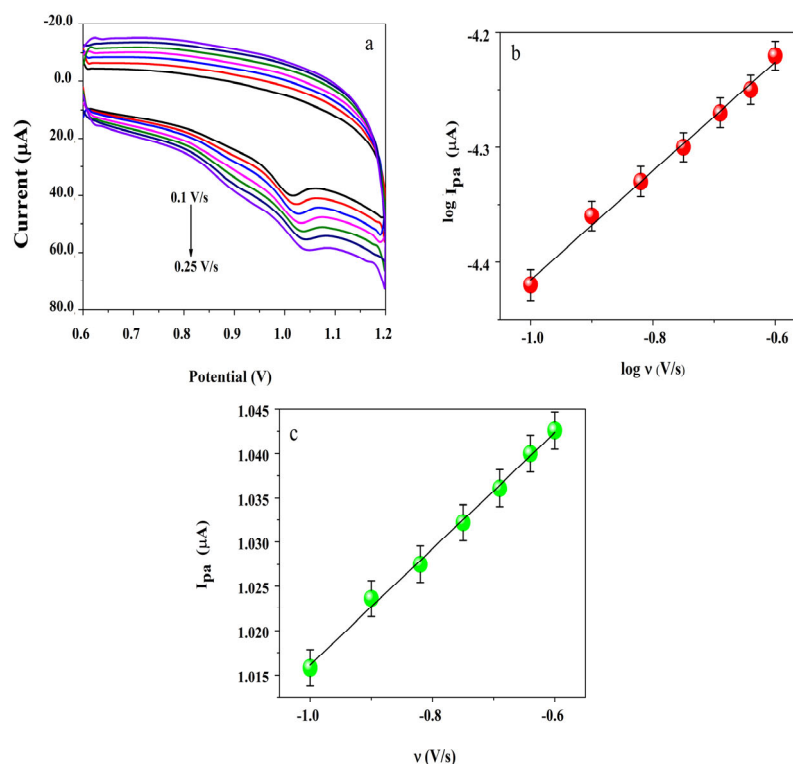 a
-20.0
0.0
20.0
40.0
60.0
80.0
Current (µA)
0.1 V/s
0.25 V/s
0.6 0.7 0.8 0.9 1.0 1.1 1.2
Potential (V)
b
-4.2
-4.3
-4.4
log Ipa (µA)
-1.0 -0.8 -0.6
log ν (V/s)
c
1.045
1.040
1.035
1.030
1.025
1.020
1.015
Ipa (µA)
-1.0 -0.8 -0.6
ν (V/s)